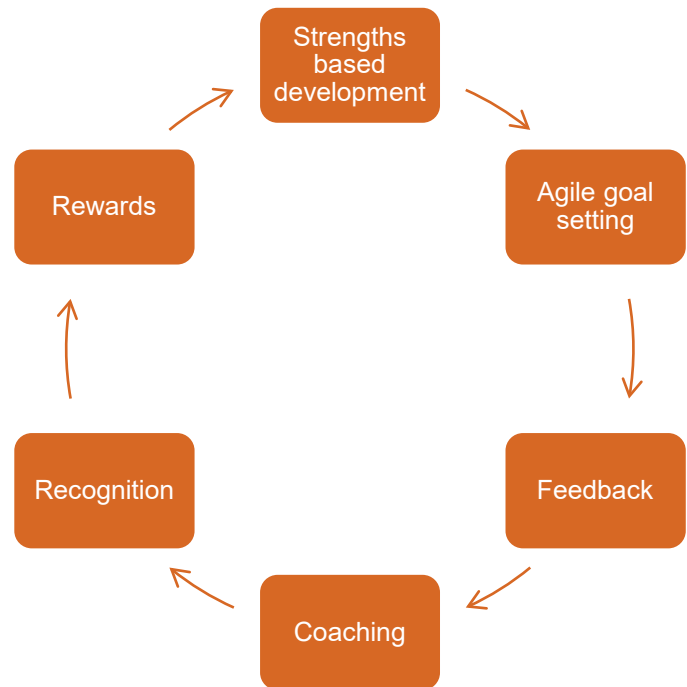 Strengths
based
development
Agile goal
setting
Feedback
Coaching
Recognition
Rewards